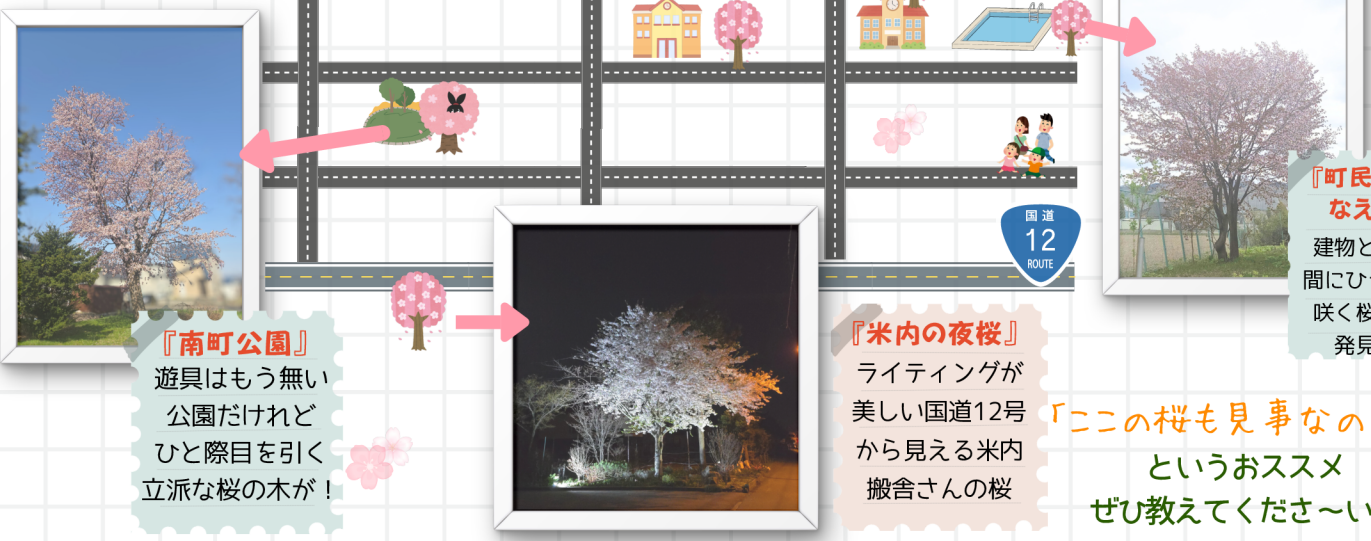 『南町公園』
遊具はもう無い
公園だけれど
ひと際目を引く
立派な桜の木が!
『米内の夜桜』
ライティングが
美しい国道12号
から見える米内
搬舎さんの桜
国道
12
ROUTE
『町民
なえ
建物と
間にひ
咲く桜
発見
「ここの桜も見事なの
というおススメ
ぜひ教えてくださ～い